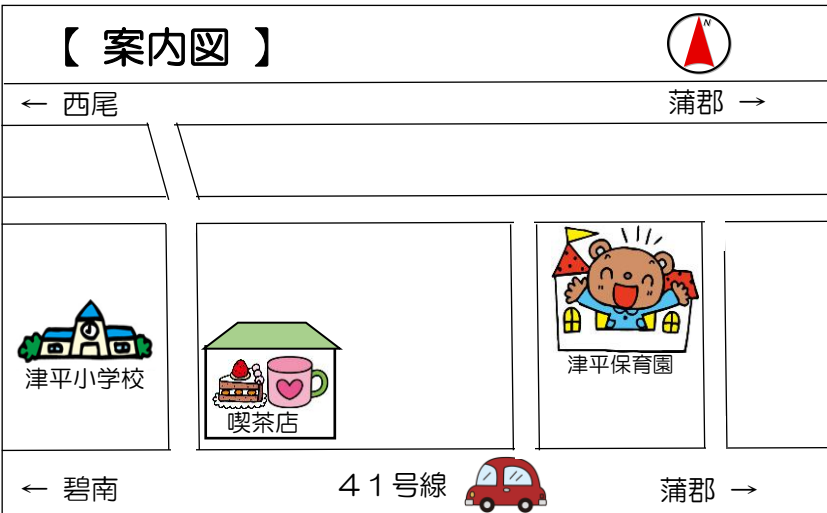 【 案内図 】
N
← 西尾
蒲郡 →
津平小学校
喫茶店
津平保育園
← 碧南
４１号線
蒲郡 →